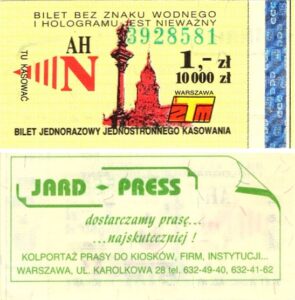 BILET BEZ ZNAKU WODNEGO
I HOLOGRAMU JEST NIEWAŻNY
3928581
TU KASOWAĆ
AH
N
1,- zł
10 000 zł
WARSZAWA
ZTM
BILET JEDNORAZOWY JEDNOSTRONNEGO KASOWANIA
JARD - PRESS
dostarczamy prasę...
...najskuteczniej !
KOLPORTAŻ PRASY DO KIOSKÓW, FIRM, INSTYTUCJI...
WARSZAWA, UL. KAROLKOWA 28 tel. 632-49-40, 632-41-62